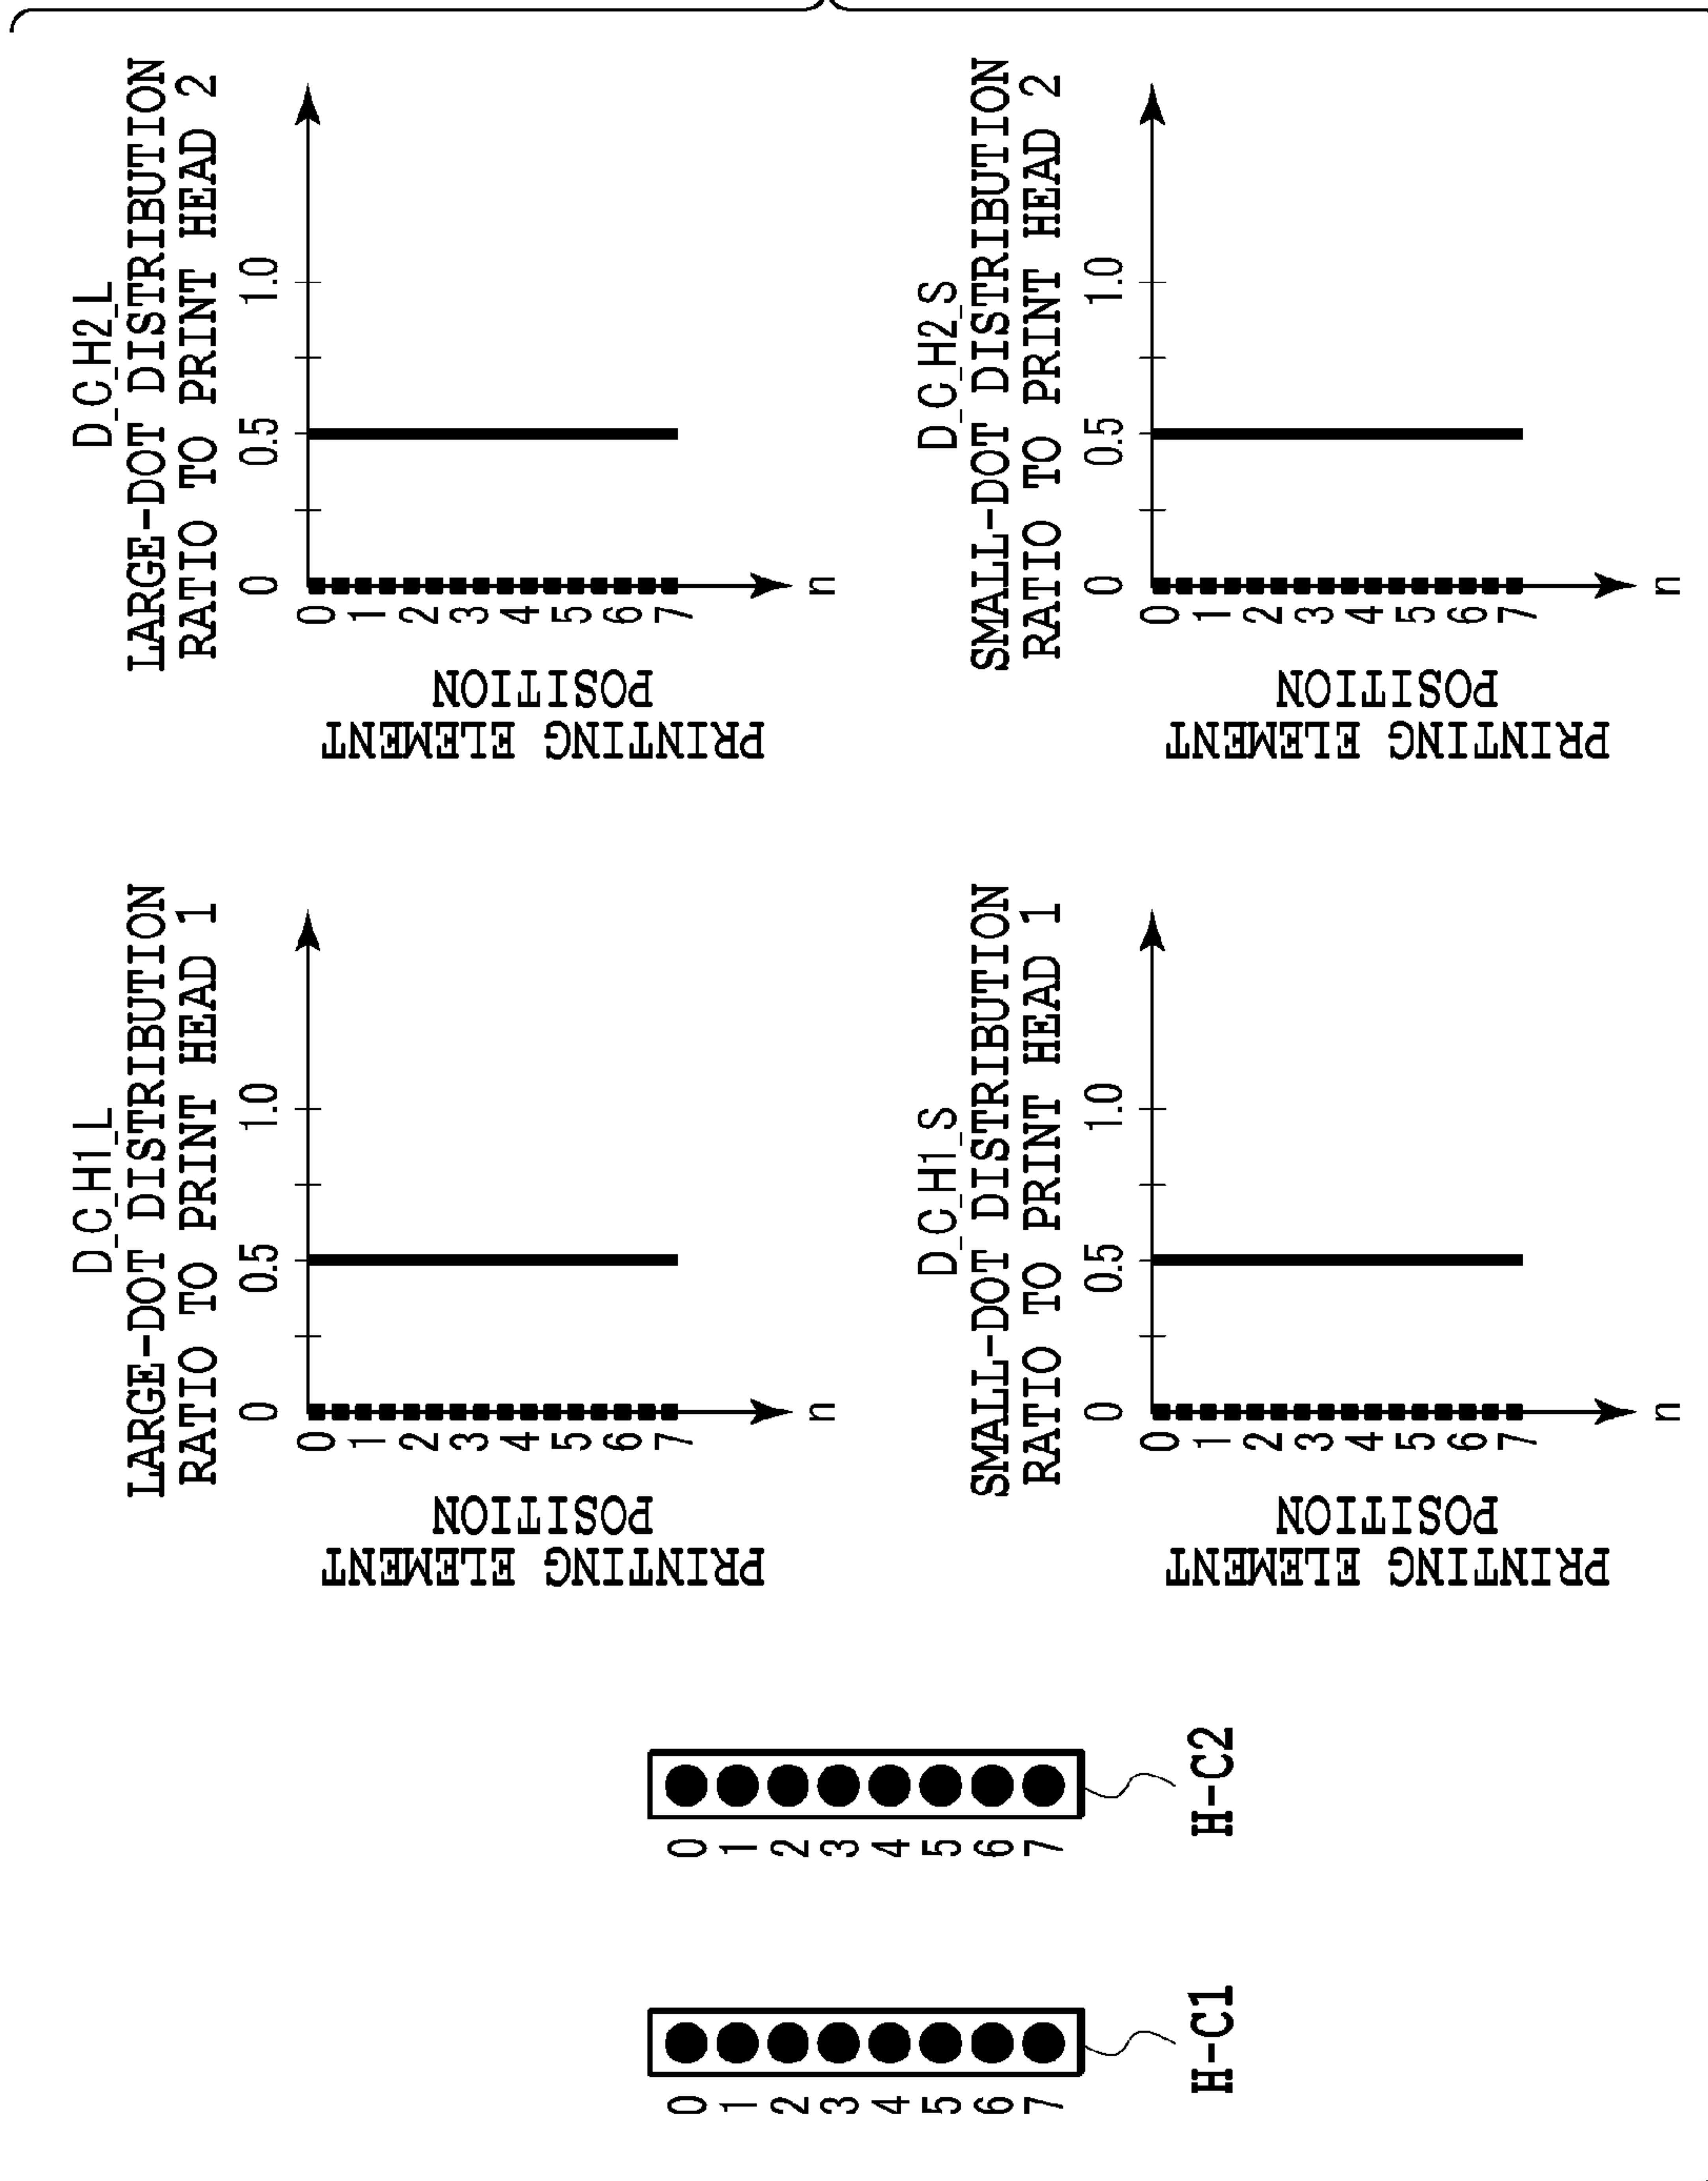 0
1
2
3
4
5
6
7
H-C1
0
1
2
3
4
5
6
7
H-C2
D_C_H1_L
LARGE-DOT DISTRIBUTION
RATIO TO PRINT HEAD 1
0 0.5 1.0
PRINTING ELEMENT
POSITION
0
1
2
3
4
5
6
7
n
D_C_H2_L
LARGE-DOT DISTRIBUTION
RATIO TO PRINT HEAD 2
0 0.5 1.0
PRINTING ELEMENT
POSITION
0
1
2
3
4
5
6
7
n
D_C_H1_S
SMALL-DOT DISTRIBUTION
RATIO TO PRINT HEAD 1
0 0.5 1.0
PRINTING ELEMENT
POSITION
0
1
2
3
4
5
6
7
n
D_C_H2_S
SMALL-DOT DISTRIBUTION
RATIO TO PRINT HEAD 2
0 0.5 1.0
PRINTING ELEMENT
POSITION
0
1
2
3
4
5
6
7
n